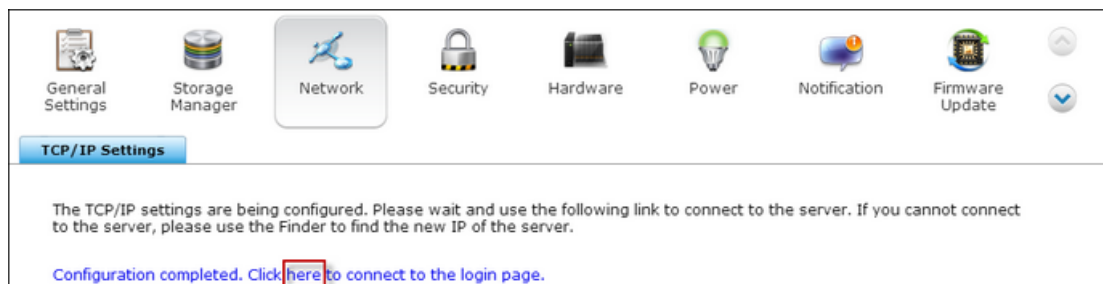 General Settings
Storage Manager
Network
Security
Hardware
Power
Notification
Firmware Update
TCP/IP Settings
The TCP/IP settings are being configured. Please wait and use the following link to connect to the server. If you cannot connect
to the server, please use the Finder to find the new IP of the server.
Configuration completed. Click here to connect to the login page.